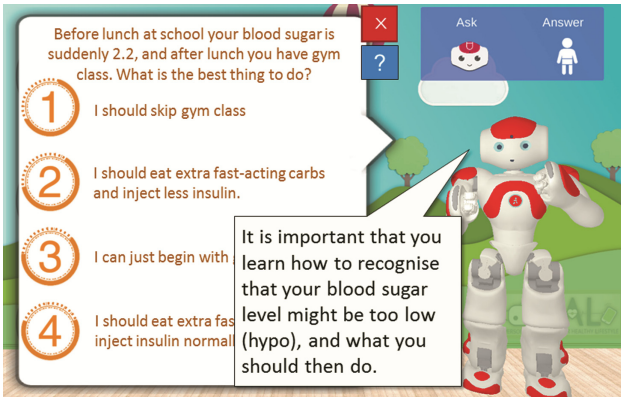 Before lunch at school your blood sugar is
suddenly 2.2, and after lunch you have gym
class. What is the best thing to do?
X
?
Ask
Answer
1
I should skip gym class
2
I should eat extra fast-acting carbs
and inject less insulin.
3
I can just begin with
4
I should eat extra
inject insulin
It is important that you
learn how to recognise
that your blood sugar
level might be too low
(hypo), and what you
should then do.